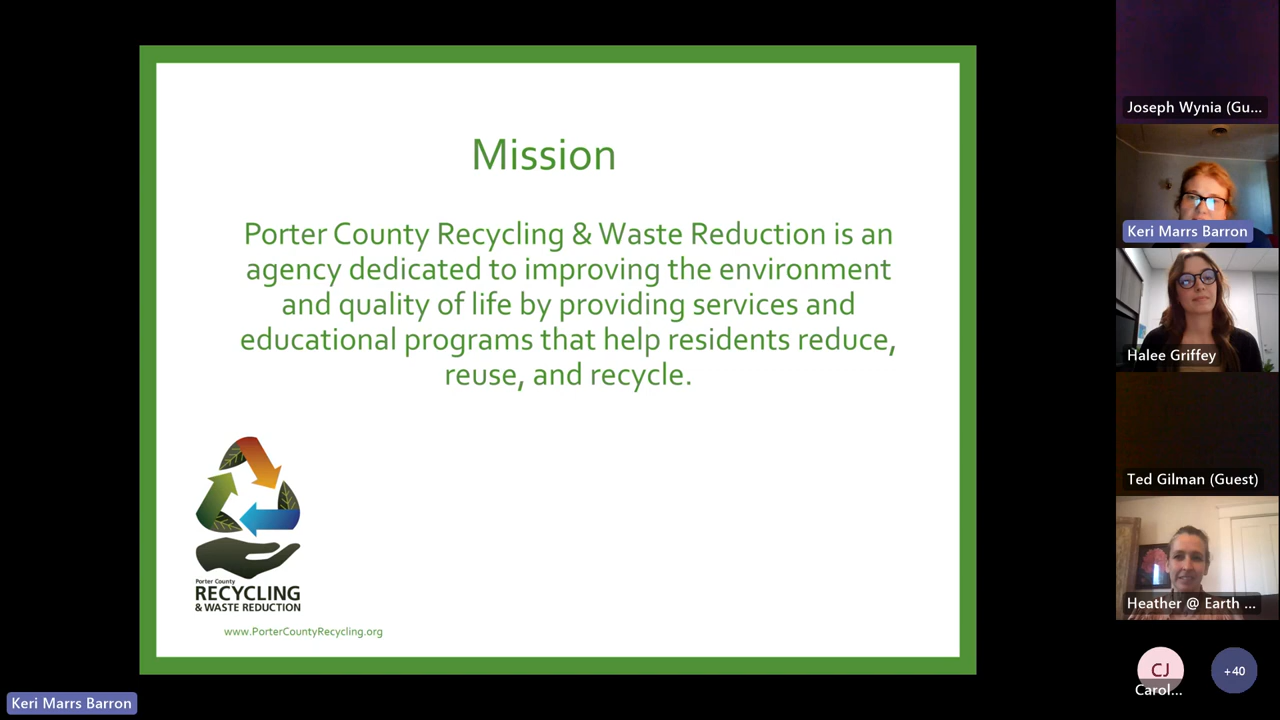 Mission
Porter County Recycling & Waste Reduction is an
agency dedicated to improving the environment
and quality of life by providing services and
educational programs that help residents reduce,
reuse, and recycle.
Porter County
RECYCLING
& WASTE REDUCTION
www.PorterCountyRecycling.org
Keri Marrs Barron
Joseph Wynia (Gu...
Keri Marrs Barron
Halee Griffey
Ted Gilman (Guest)
Heather @ Earth ...
CJ
Carol...
+40